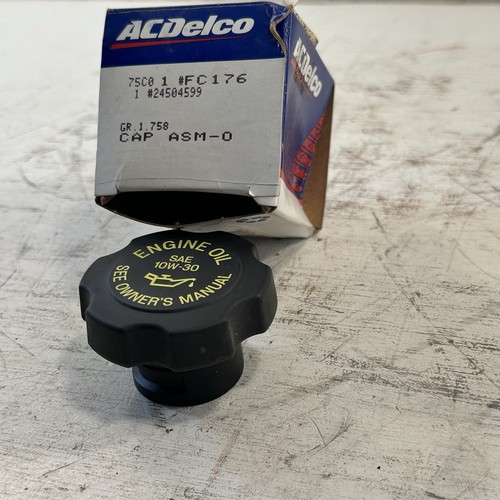 ACDelco
75C0 1 #FC176
1 #24504599
GR.1.758
CAP ASM-O
ACDelco
ENGINE OIL
SAE
10W-30
SEE OWNER'S MANUAL